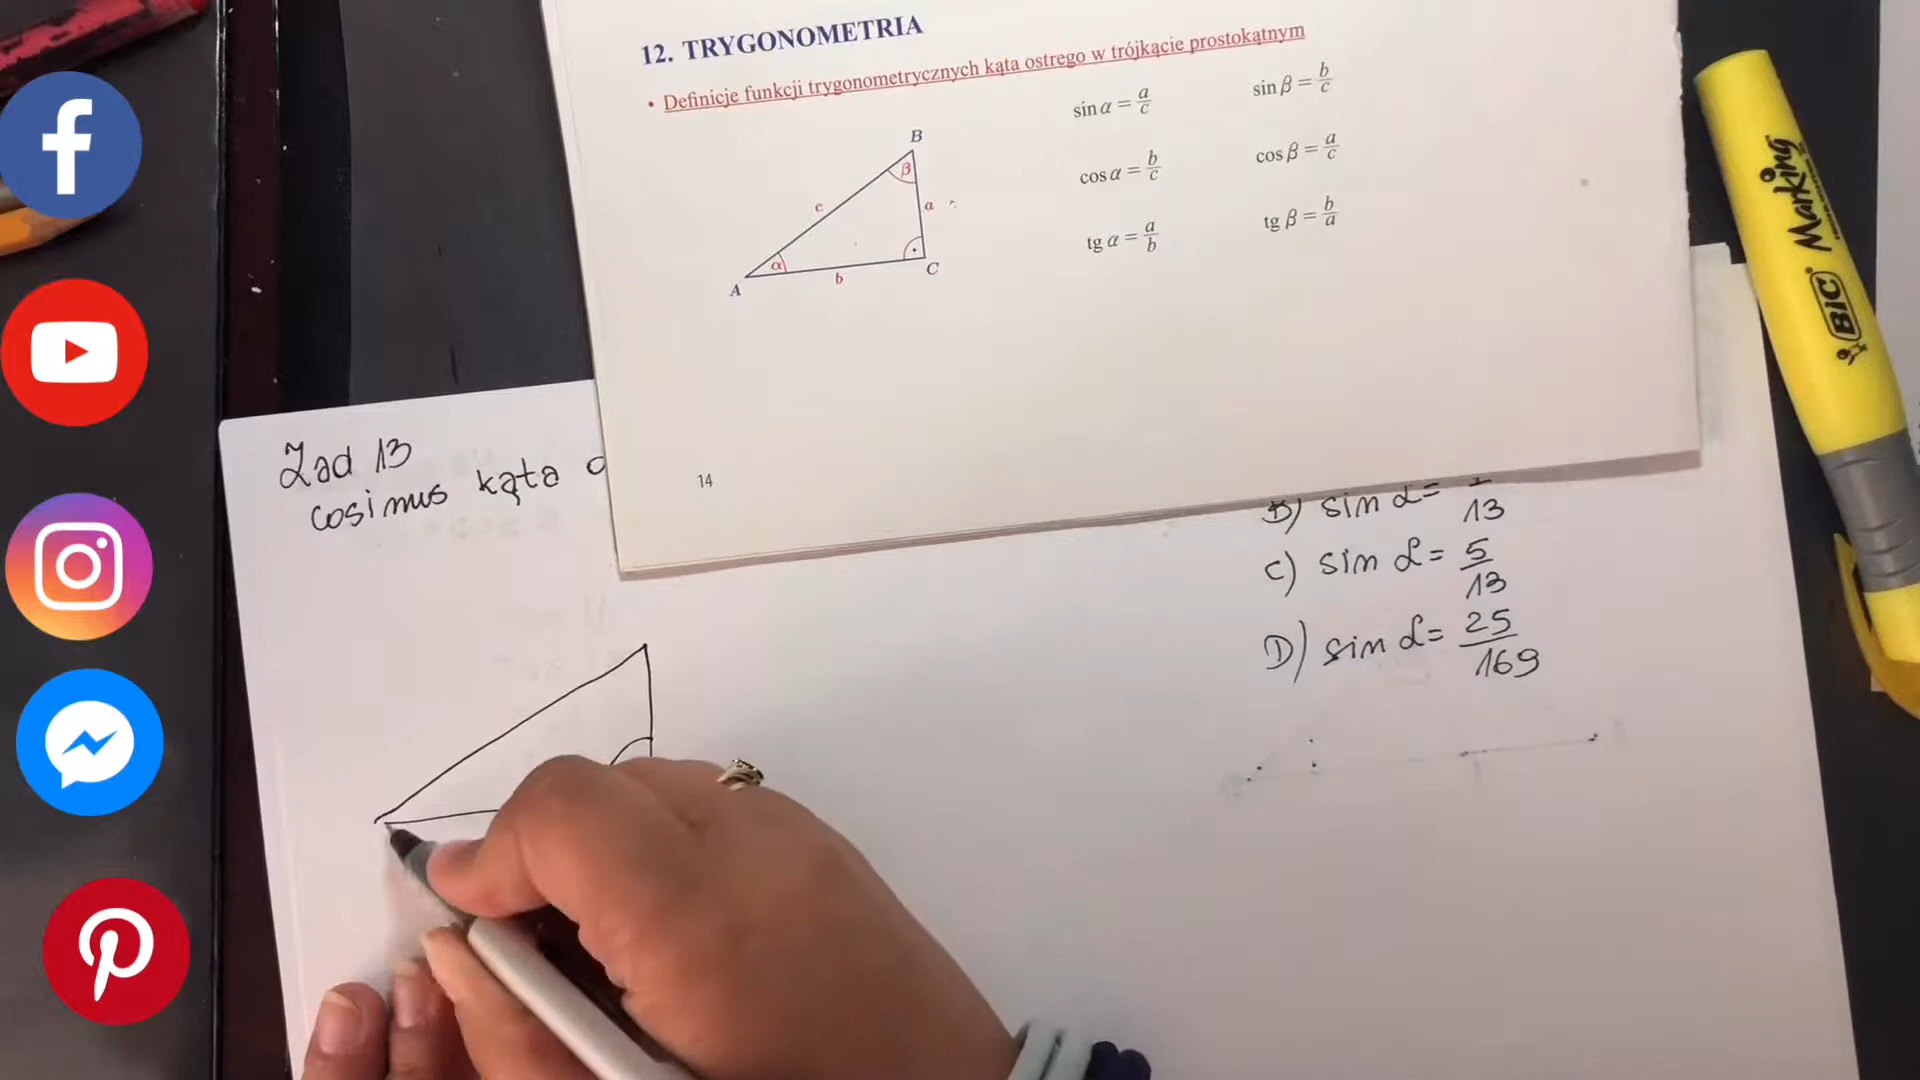 12. TRYGONOMETRIA
• Definicje funkcji trygonometrycznych kąta ostrego w trójkącie prostokątnym
sin α = a/c
sin β = b/c
cos α = b/c
cos β = a/c
tg α = a/b
tg β = b/a
B
β
c
a
α
b
C
A
14
Zad 13
cosinus kąta
B) sin α =  /13
C) sin α = 5/13
D) sin α = 25/169
Marking
BIC